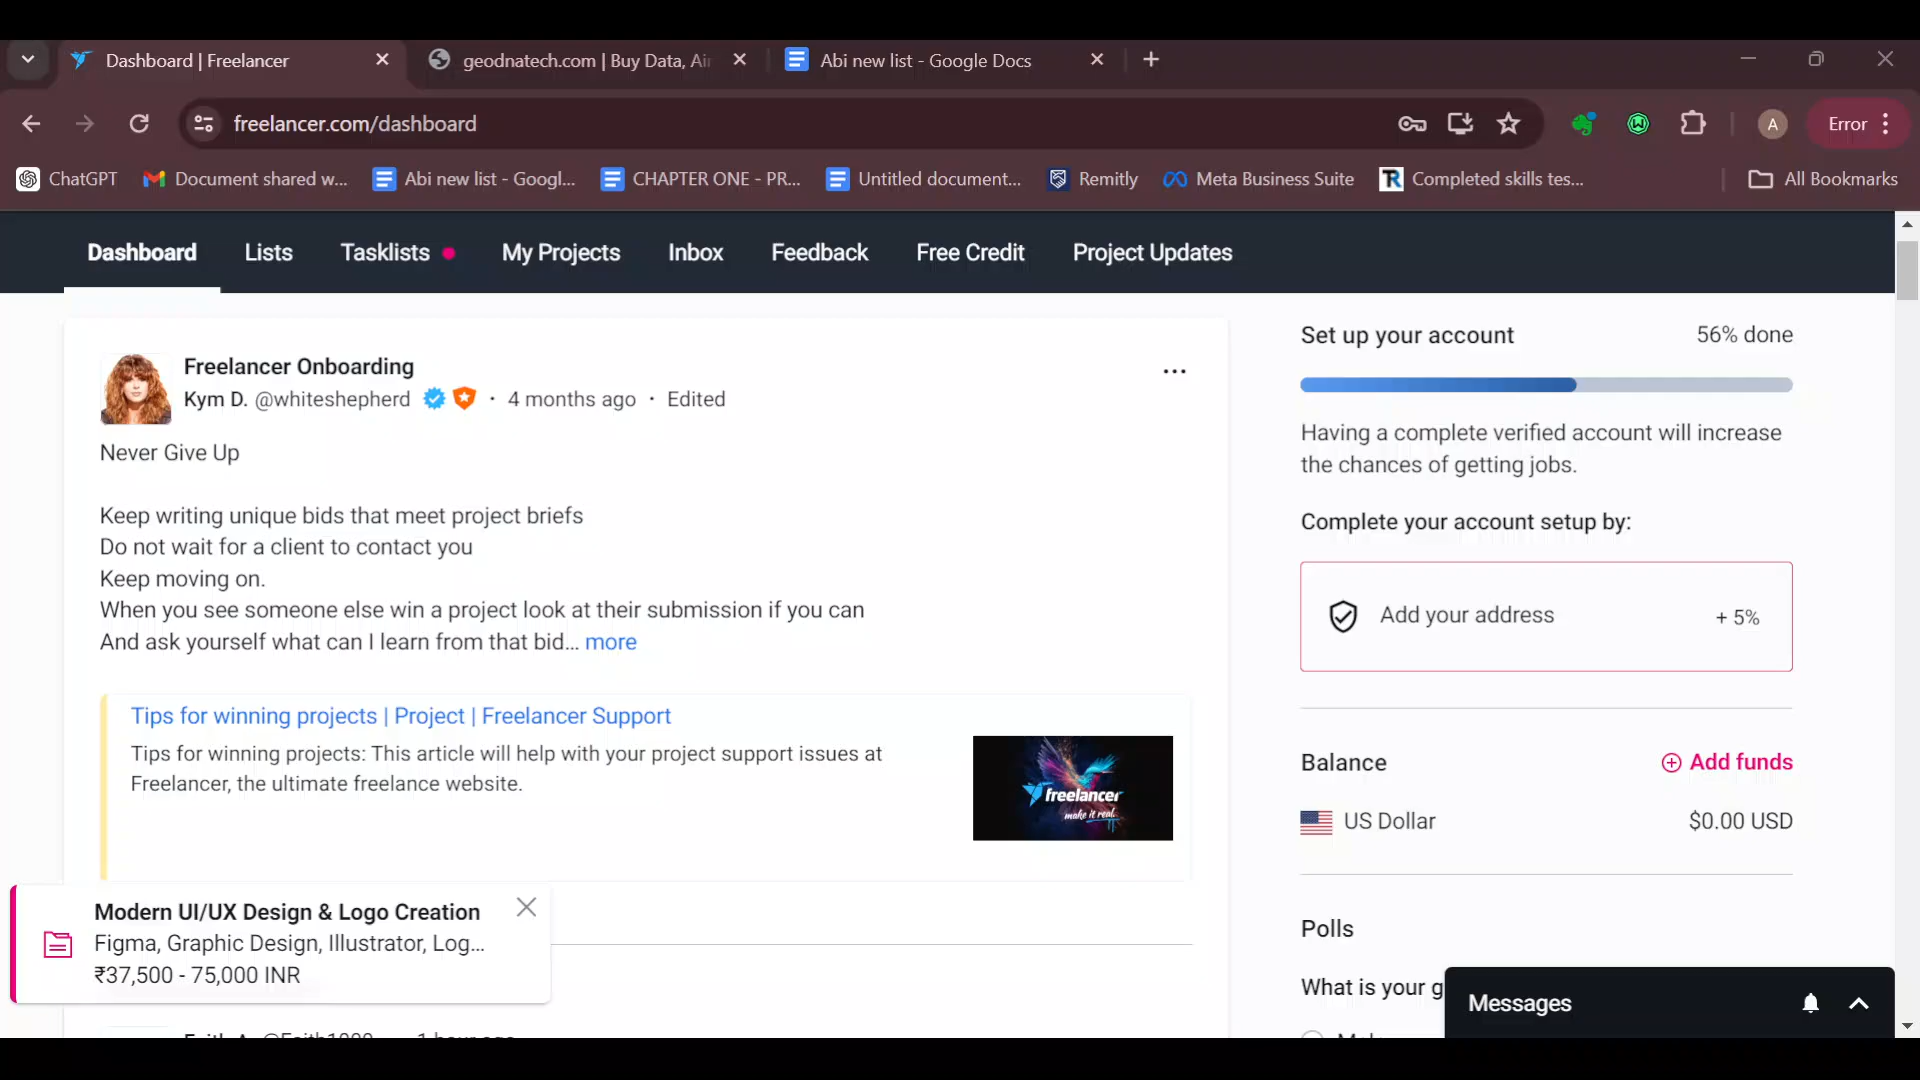 Dashboard | Freelancer
geodnatech.com | Buy Data, Air
Abi new list - Google Docs
freelancer.com/dashboard
A
Error
ChatGPT
Document shared w...
Abi new list - Googl...
CHAPTER ONE - PR...
Untitled document...
Remitly
Meta Business Suite
Completed skills tes...
All Bookmarks
Dashboard
Lists
Tasklists
My Projects
Inbox
Feedback
Free Credit
Project Updates
Freelancer Onboarding
Kym D. @whiteshepherd · 4 months ago · Edited
Never Give Up
Keep writing unique bids that meet project briefs
Do not wait for a client to contact you
Keep moving on.
When you see someone else win a project look at their submission if you can
And ask yourself what can I learn from that bid... more
Tips for winning projects | Project | Freelancer Support
Tips for winning projects: This article will help with your project support issues at
Freelancer, the ultimate freelance website.
freelancer
make it real.
Modern UI/UX Design & Logo Creation
Figma, Graphic Design, Illustrator, Log...
₹37,500 - 75,000 INR
Set up your account
56% done
Having a complete verified account will increase
the chances of getting jobs.
Complete your account setup by:
Add your address
+ 5%
Balance
Add funds
US Dollar
$0.00 USD
Polls
What is your g
Messages